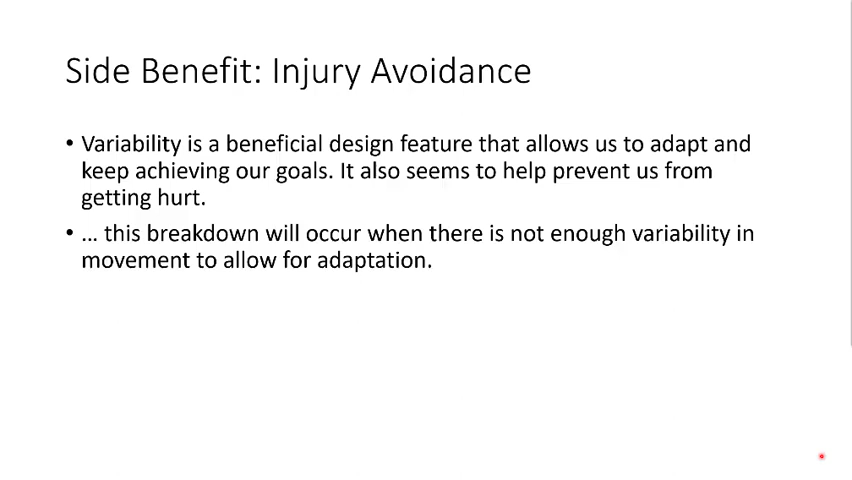 Side Benefit: Injury Avoidance
• Variability is a beneficial design feature that allows us to adapt and
keep achieving our goals. It also seems to help prevent us from
getting hurt.
• … this breakdown will occur when there is not enough variability in
movement to allow for adaptation.